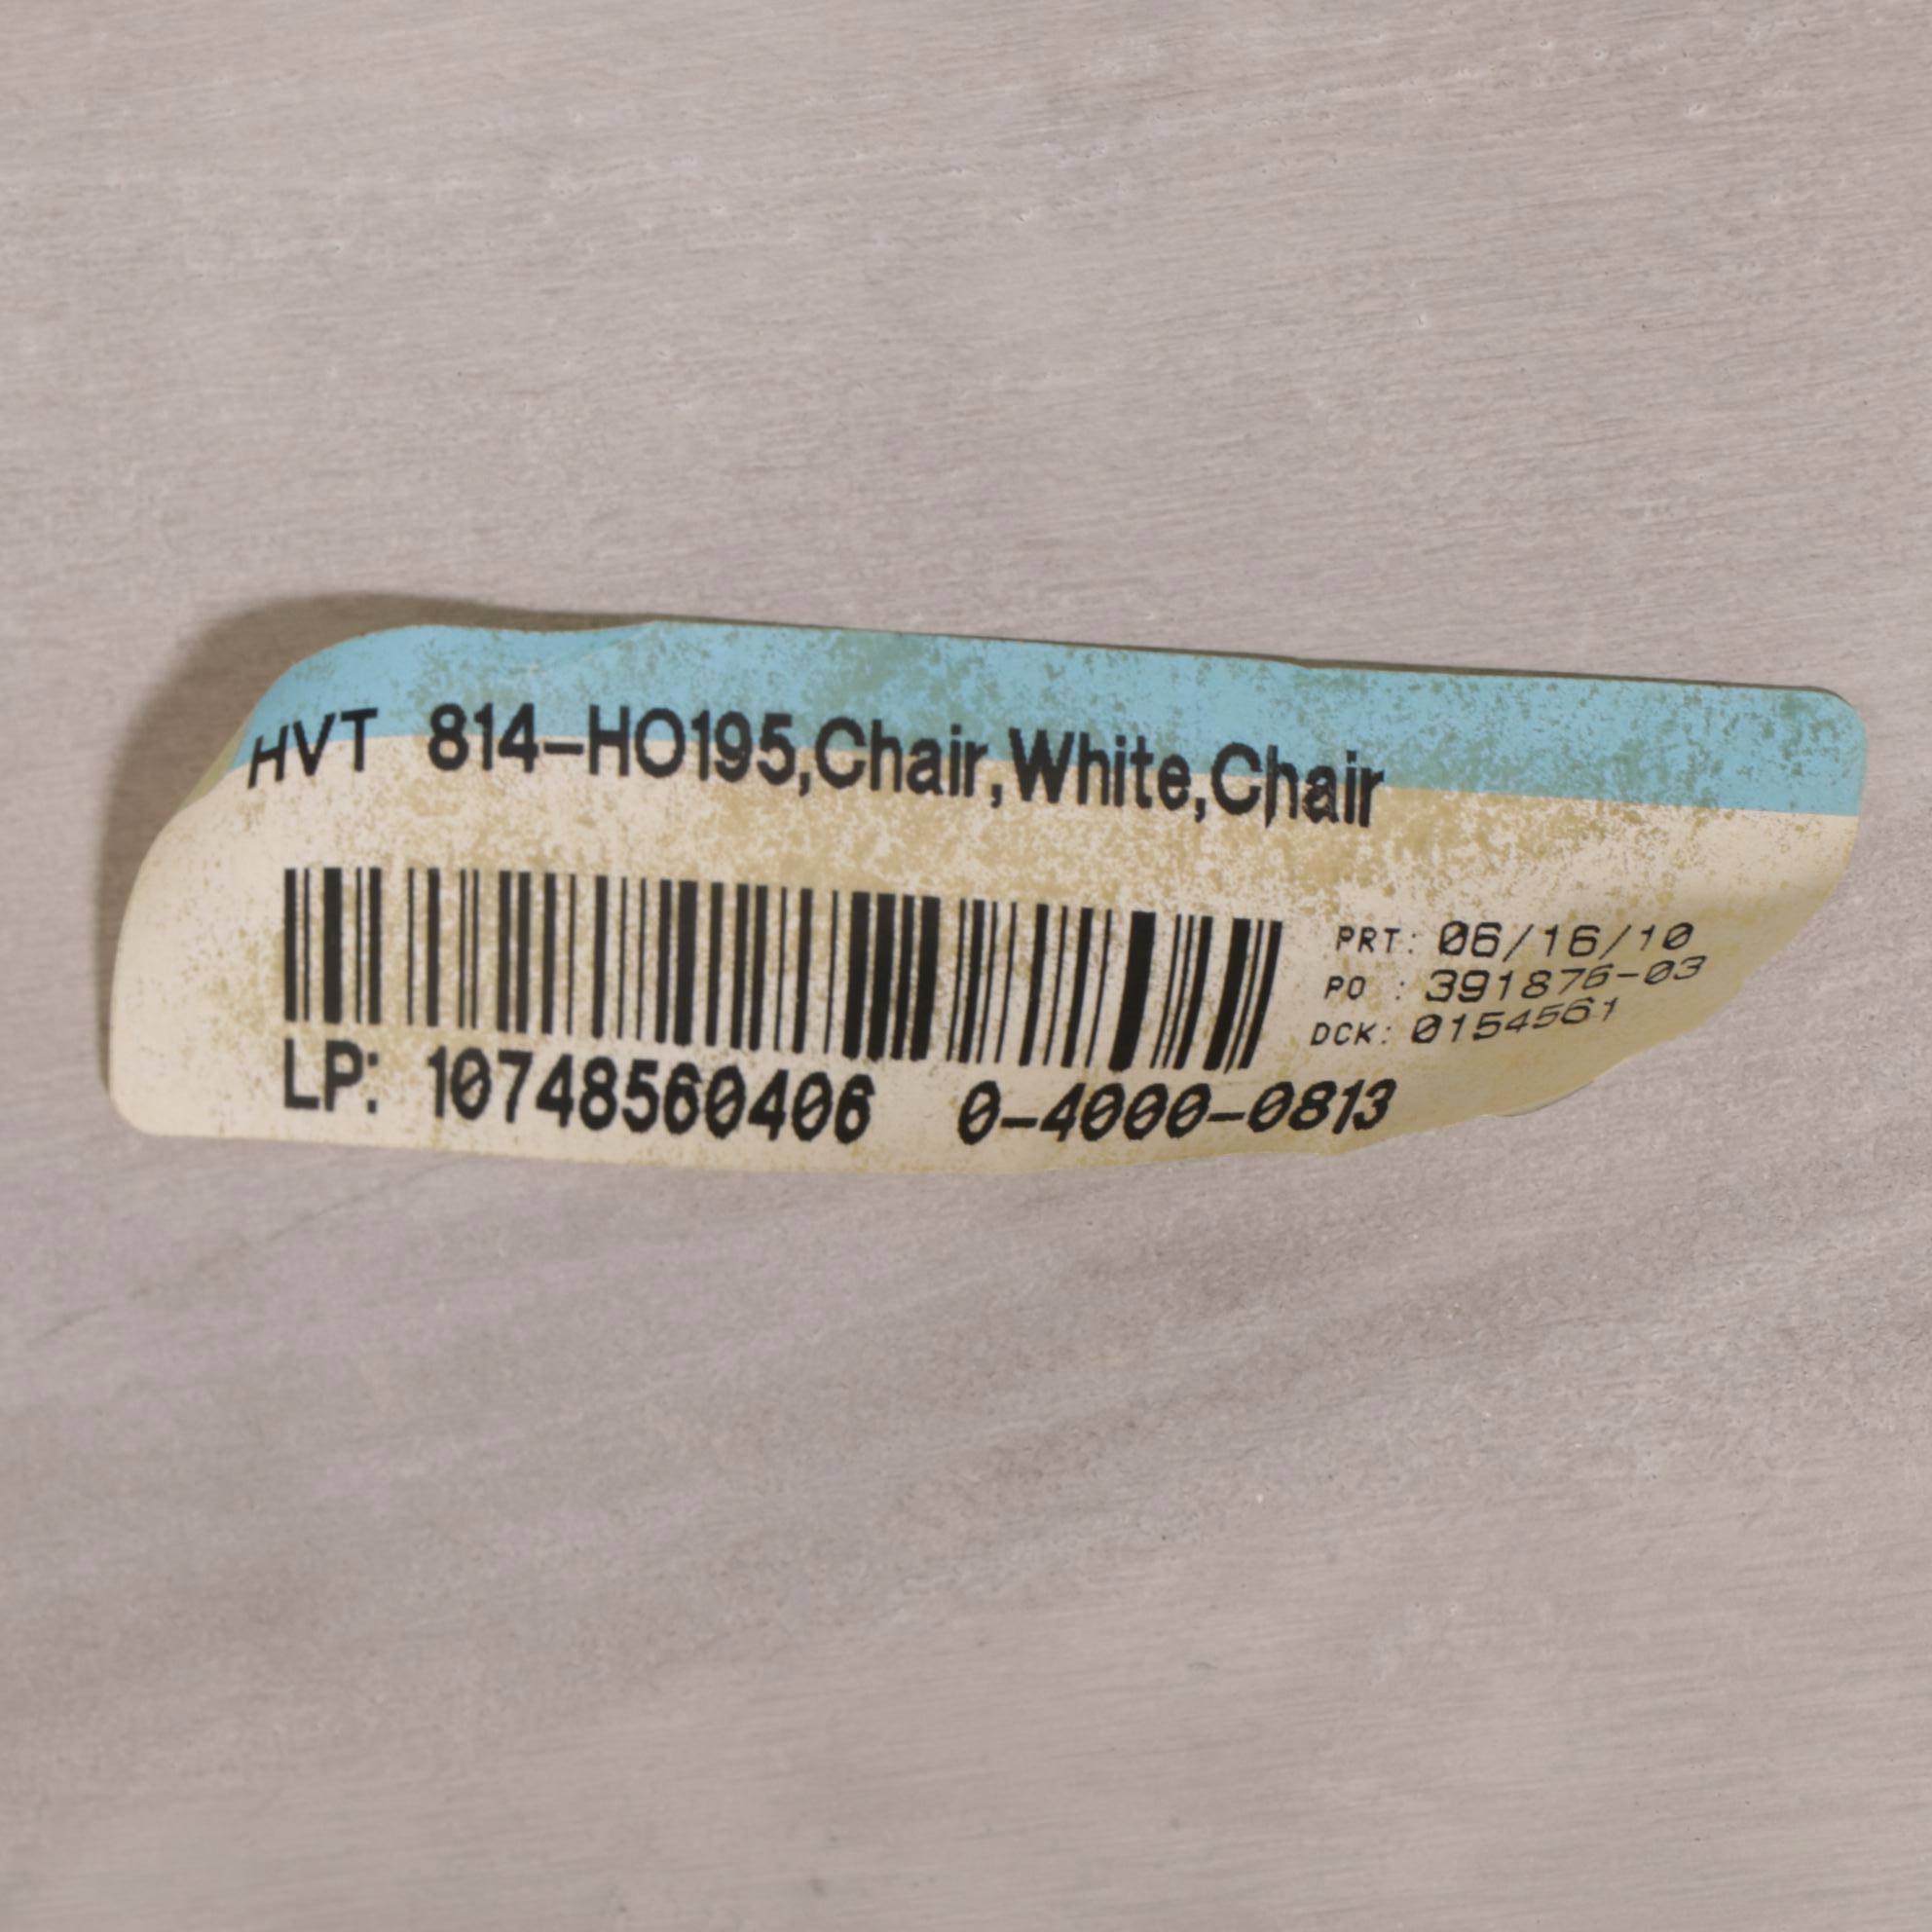 HVT 814-HO195,Chair,White,Chair
PRT: 06/16/10
PO : 391876-03
DCK: 0154561
LP: 10748560406 0-4000-0813